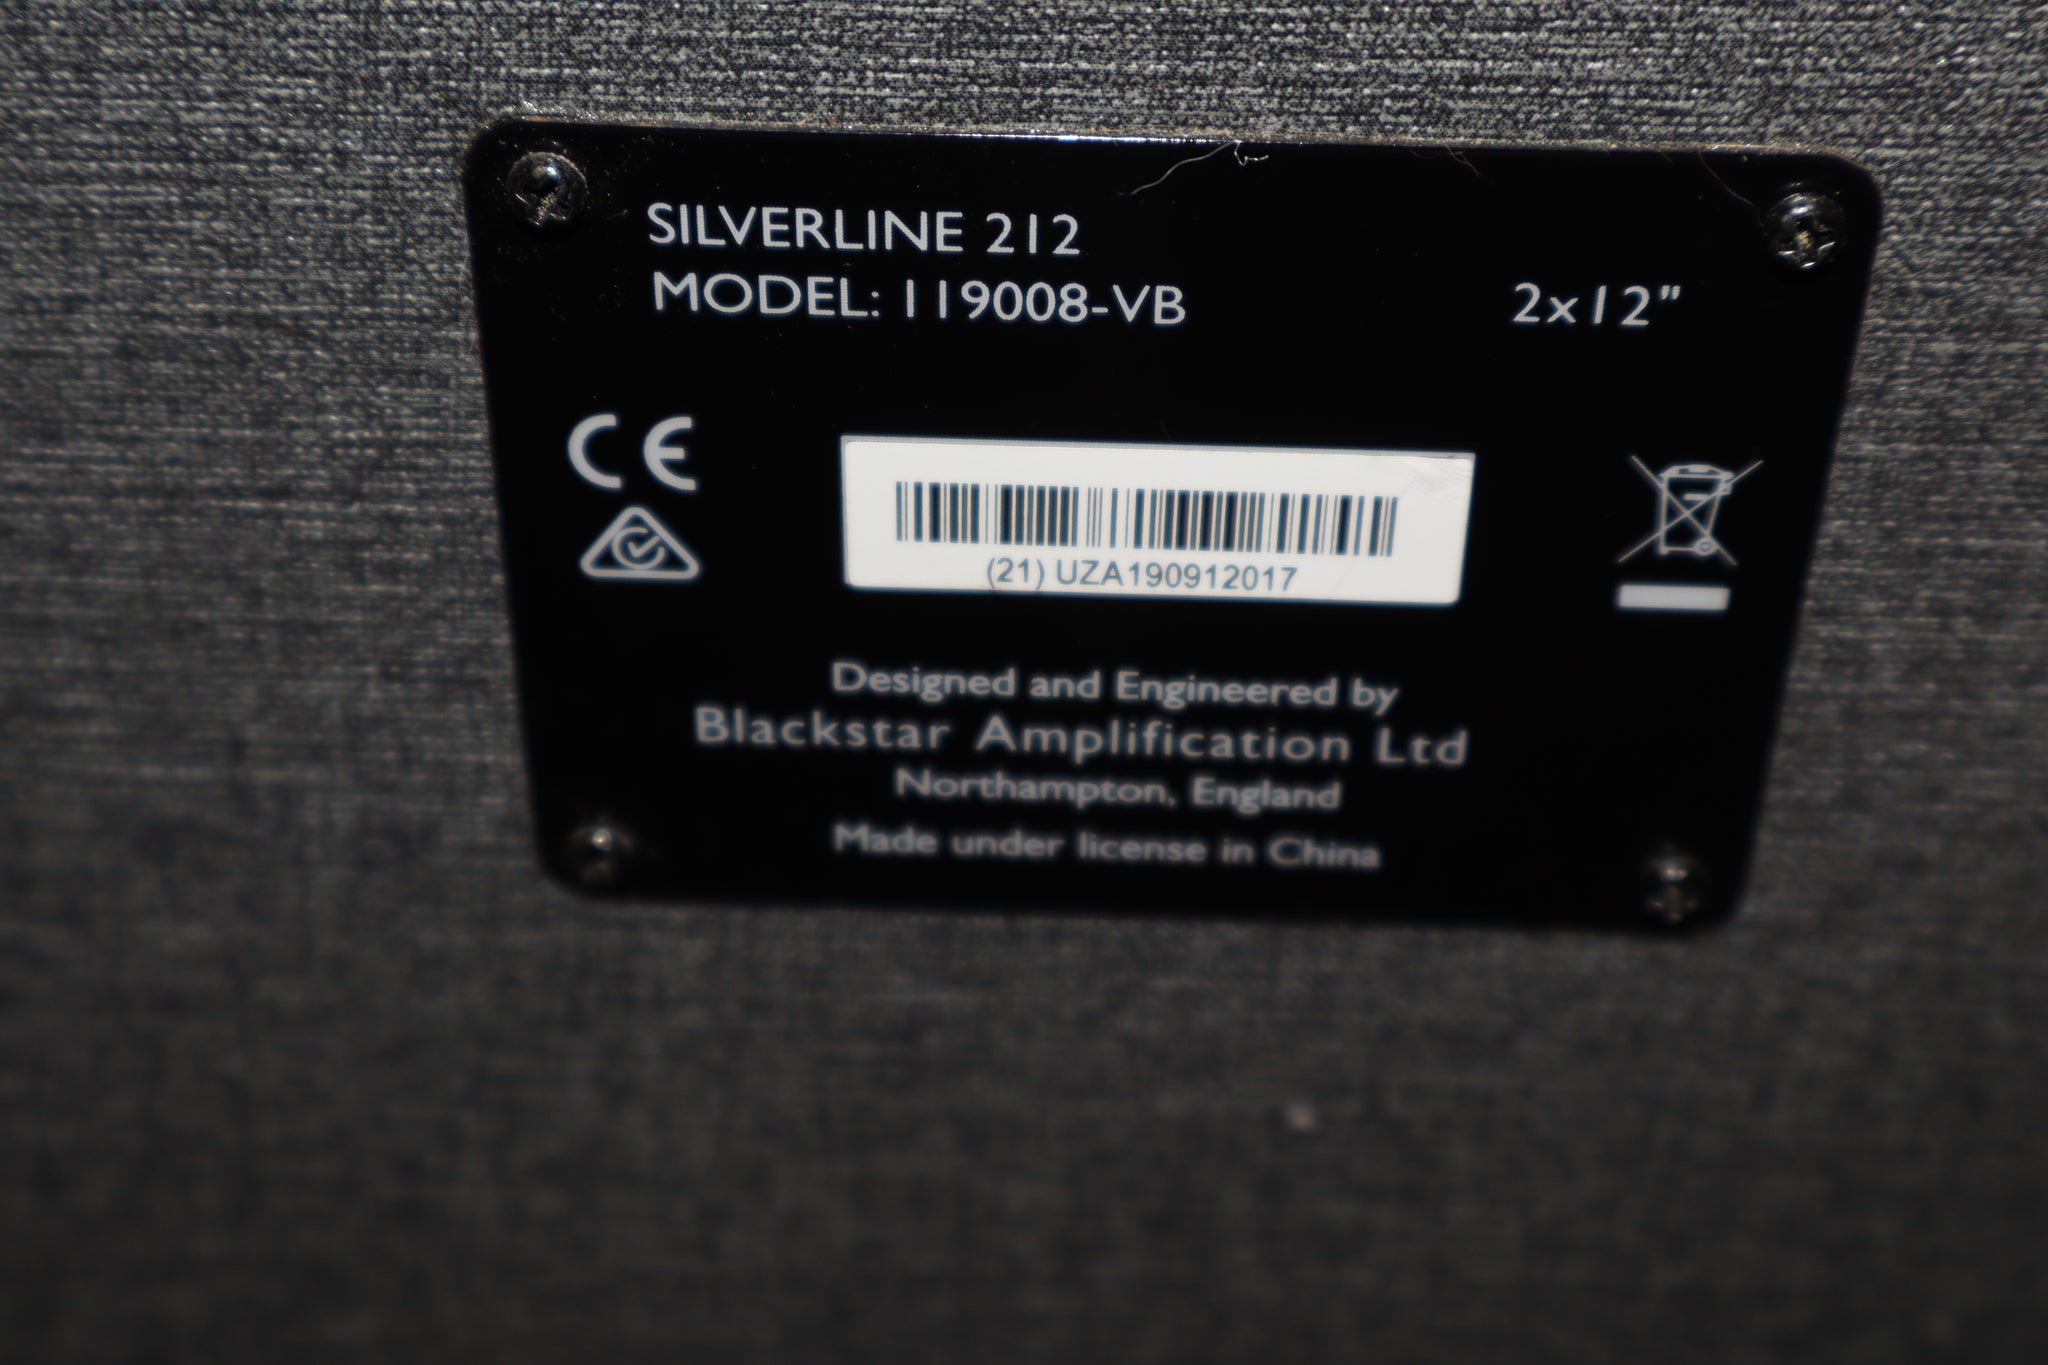 SILVERLINE 212
MODEL: 119008-VB
2x12"
CE
(21) UZA190912017
Designed and Engineered by
Blackstar Amplification Ltd
Northampton, England
Made under license in China